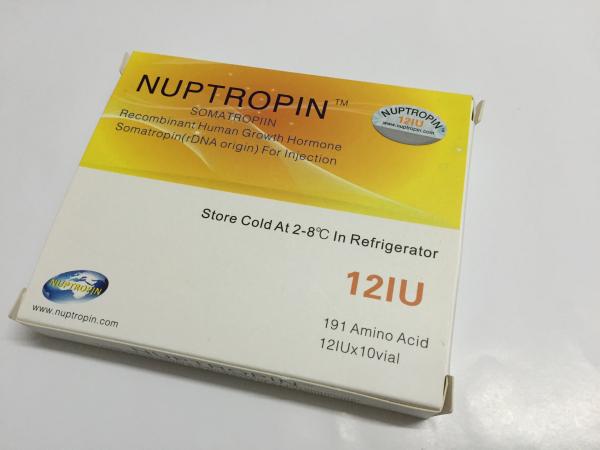 NUPTROPIN™
SOMATROPIIN
Recombinant Human Growth Hormone
Somatropin(rDNA origin) For Injection
NUPTROPIN™
12IU
www.nuptropin.com
Store Cold At 2-8℃ In Refrigerator
12IU
191 Amino Acid
12IUx10vial
NUPTROPIN
www.nuptropin.com
NUPTROPIN